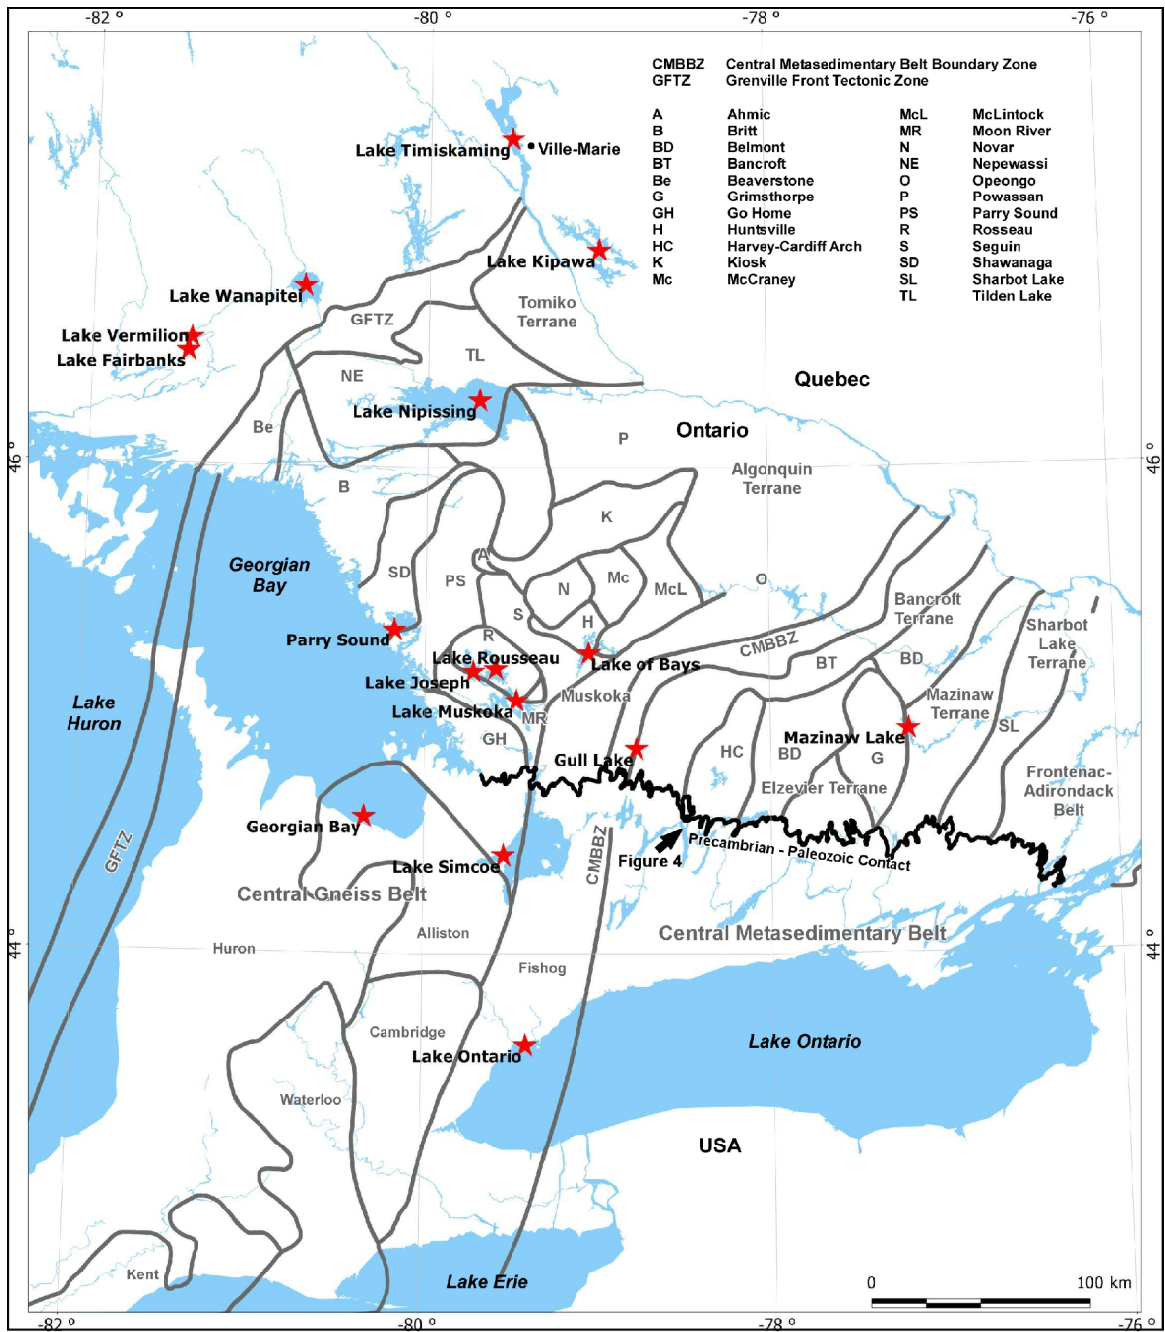 -82 °
-80 °
-78 °
-76 °
CMBBZ Central Metasedimentary Belt Boundary Zone
GFTZ Grenville Front Tectonic Zone
A Ahmic McL McLintock
B Britt MR Moon River
BD Belmont N Novar
BT Bancroft NE Nepewassi
Be Beaverstone O Opeongo
G Grimsthorpe P Powassan
GH Go Home PS Parry Sound
H Huntsville R Rosseau
HC Harvey-Cardiff Arch S Seguin
K Kiosk SD Shawanaga
Mc McCraney SL Sharbot Lake
TL Tilden Lake
Lake Timiskaming
Ville-Marie
Lake Kipawa
Lake Wanapitei
Tomiko
Terrane
GFTZ
Lake Vermilion
Lake Fairbanks
TL
NE
Quebec
Lake Nipissing
Be
P
Ontario
46 °
46 °
Algonquin
Terrane
B
K
A
Georgian
Bay
SD
PS
N
Mc
McL
O
Bancroft
Terrane
S
H
Sharbot
Lake
Terrane
Parry Sound
R
CMBBZ
Lake Rousseau
Lake of Bays
BT
BD
Lake Joseph
Muskoka
Mazinaw
Terrane
Lake
Huron
Lake Muskoka
MR
SL
GH
Mazinaw Lake
HC
BD
G
Gull Lake
Elzevier Terrane
Frontenac-
Adirondack
Belt
Georgian Bay
GFTZ
CMBBZ
Figure 4
Precambrian - Paleozoic Contact
Lake Simcoe
Central Gneiss Belt
Alliston
Central Metasedimentary Belt
Huron
44 °
44 °
Fishog
Cambridge
Lake Ontario
Lake Ontario
Waterloo
USA
Kent
Lake Erie
0 100 km
-82 °
-80 °
-78 °
-76 °